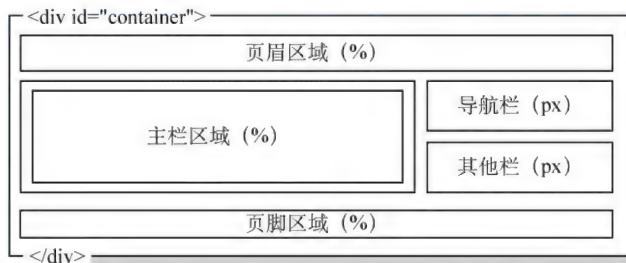 <div id="container">
页眉区域（%）
主栏区域（%）
导航栏（px）
其他栏（px）
页脚区域（%）
</div>